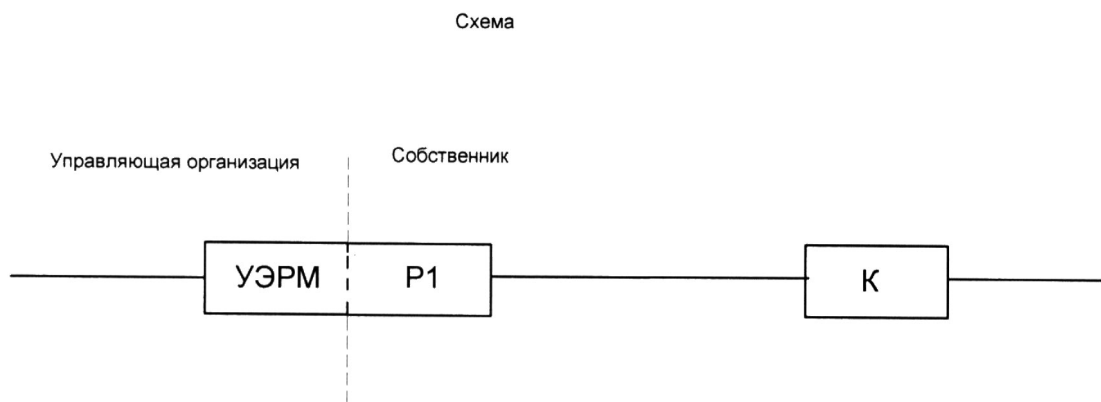 Схема
Управляющая организация
Собственник
УЭРМ
Р1
К